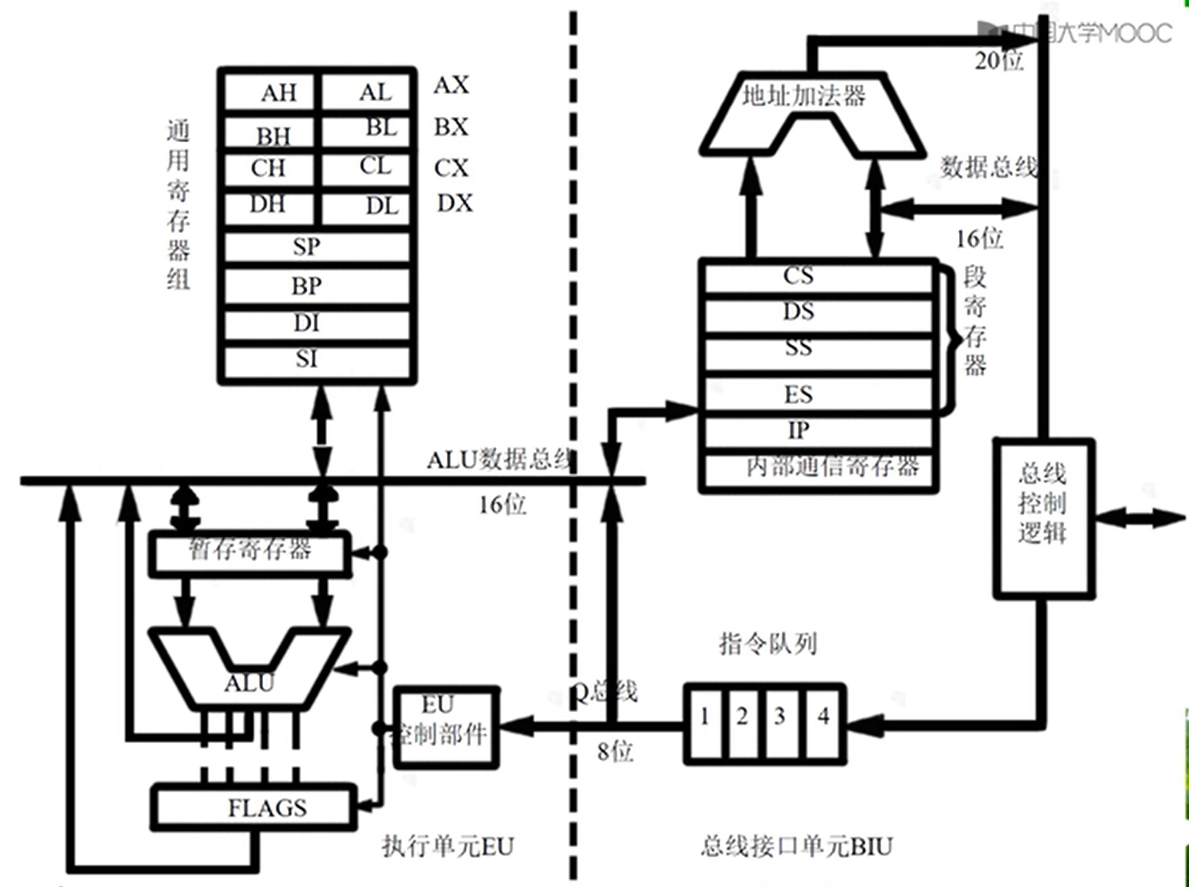 中国大学MOOC
20位
地址加法器
AH AL AX
BH BL BX
CH CL CX
DH DL DX
SP
BP
DI
SI
通用寄存器组
数据总线
16位
CS
DS
SS
ES
IP
内部通信寄存器
段寄存器
ALU数据总线
16位
总线控制逻辑
暂存寄存器
ALU
FLAGS
EU
控制部件
Q总线
8位
指令队列
1 2 3 4
执行单元EU
总线接口单元BIU